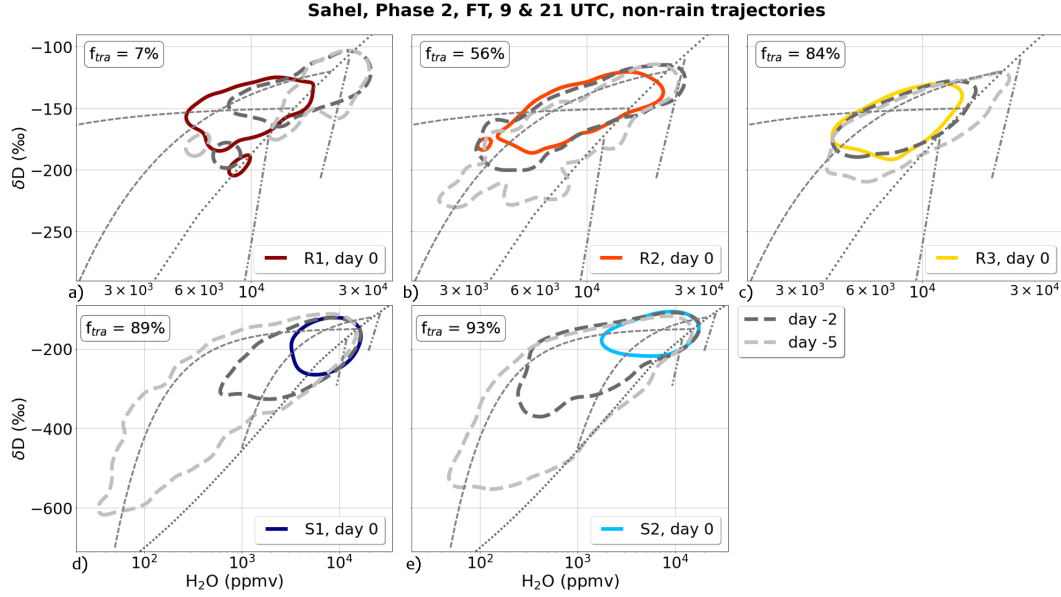 Sahel, Phase 2, FT, 9 & 21 UTC, non-rain trajectories
δD (‰)
−100
−150
−200
−250
f_tra = 7%
R1, day 0
a)
3 × 10³
6 × 10³
10⁴
3 × 10⁴
f_tra = 56%
R2, day 0
b)
3 × 10³
6 × 10³
10⁴
3 × 10⁴
f_tra = 84%
R3, day 0
c)
3 × 10³
6 × 10³
10⁴
3 × 10⁴
δD (‰)
−200
−400
−600
f_tra = 89%
S1, day 0
d)
10²
10³
10⁴
H₂O (ppmv)
f_tra = 93%
S2, day 0
e)
10²
10³
10⁴
H₂O (ppmv)
day -2
day -5